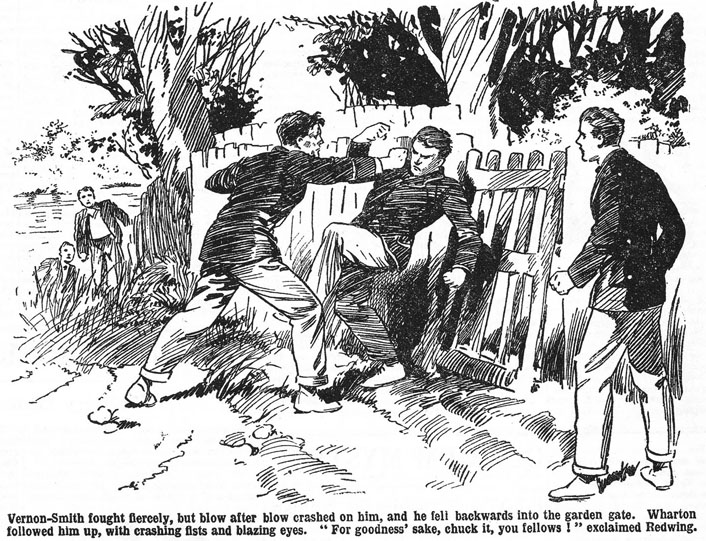 Vernon-Smith fought fiercely, but blow after blow crashed on him, and he fell backwards into the garden gate. Wharton
followed him up, with crashing fists and blazing eyes. “ For goodness’ sake, chuck it, you fellows ! ” exclaimed Redwing.